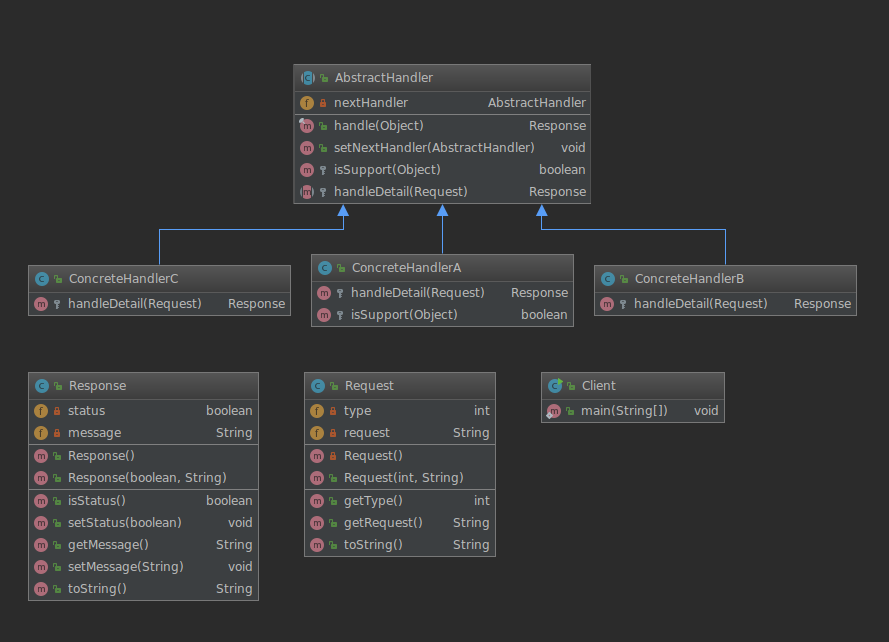 AbstractHandler
nextHandler AbstractHandler
handle(Object) Response
setNextHandler(AbstractHandler) void
isSupport(Object) boolean
handleDetail(Request) Response
ConcreteHandlerC
handleDetail(Request) Response
ConcreteHandlerA
handleDetail(Request) Response
isSupport(Object) boolean
ConcreteHandlerB
handleDetail(Request) Response
Response
status boolean
message String
Response()
Response(boolean, String)
isStatus() boolean
setStatus(boolean) void
getMessage() String
setMessage(String) void
toString() String
Request
type int
request String
Request()
Request(int, String)
getType() int
getRequest() String
toString() String
Client
main(String[]) void